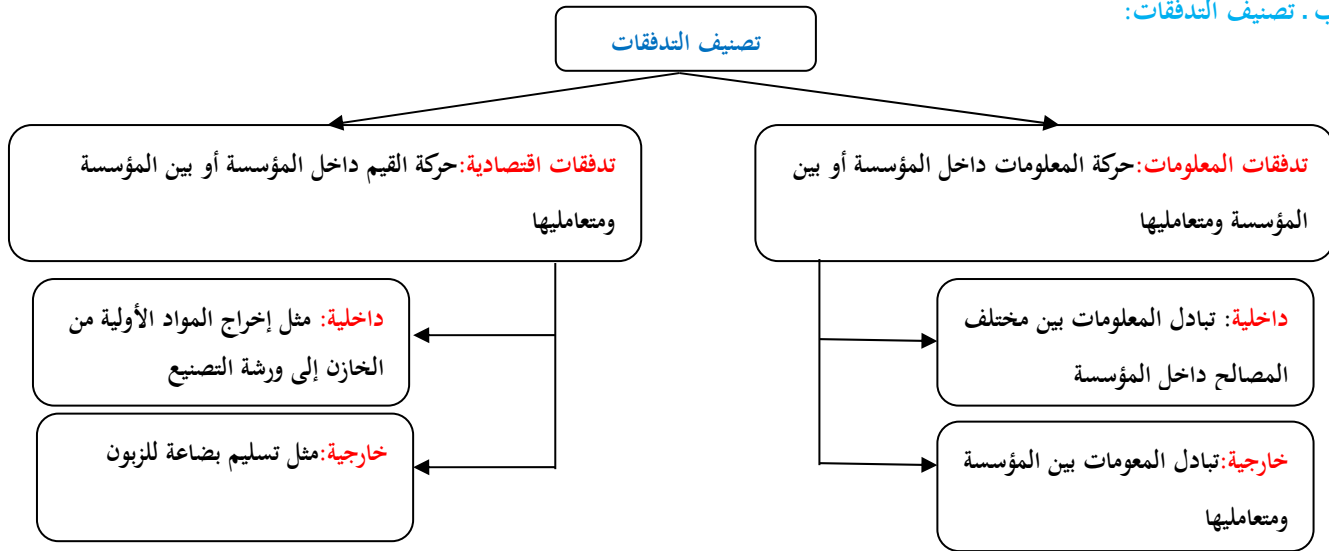 ب . تصنيف التدفقات:
تصنيف التدفقات
تدفقات المعلومات:حركة المعلومات داخل المؤسسة أو بين
المؤسسة ومتعامليها
داخلية: تبادل المعلومات بين مختلف
المصالح داخل المؤسسة
خارجية:تبادل المعومات بين المؤسسة
ومتعامليها
تدفقات اقتصادية:حركة القيم داخل المؤسسة أو بين المؤسسة
ومتعامليها
داخلية: مثل إخراج المواد الأولية من
الخازن إلى ورشة التصنيع
خارجية:مثل تسليم بضاعة للزبون